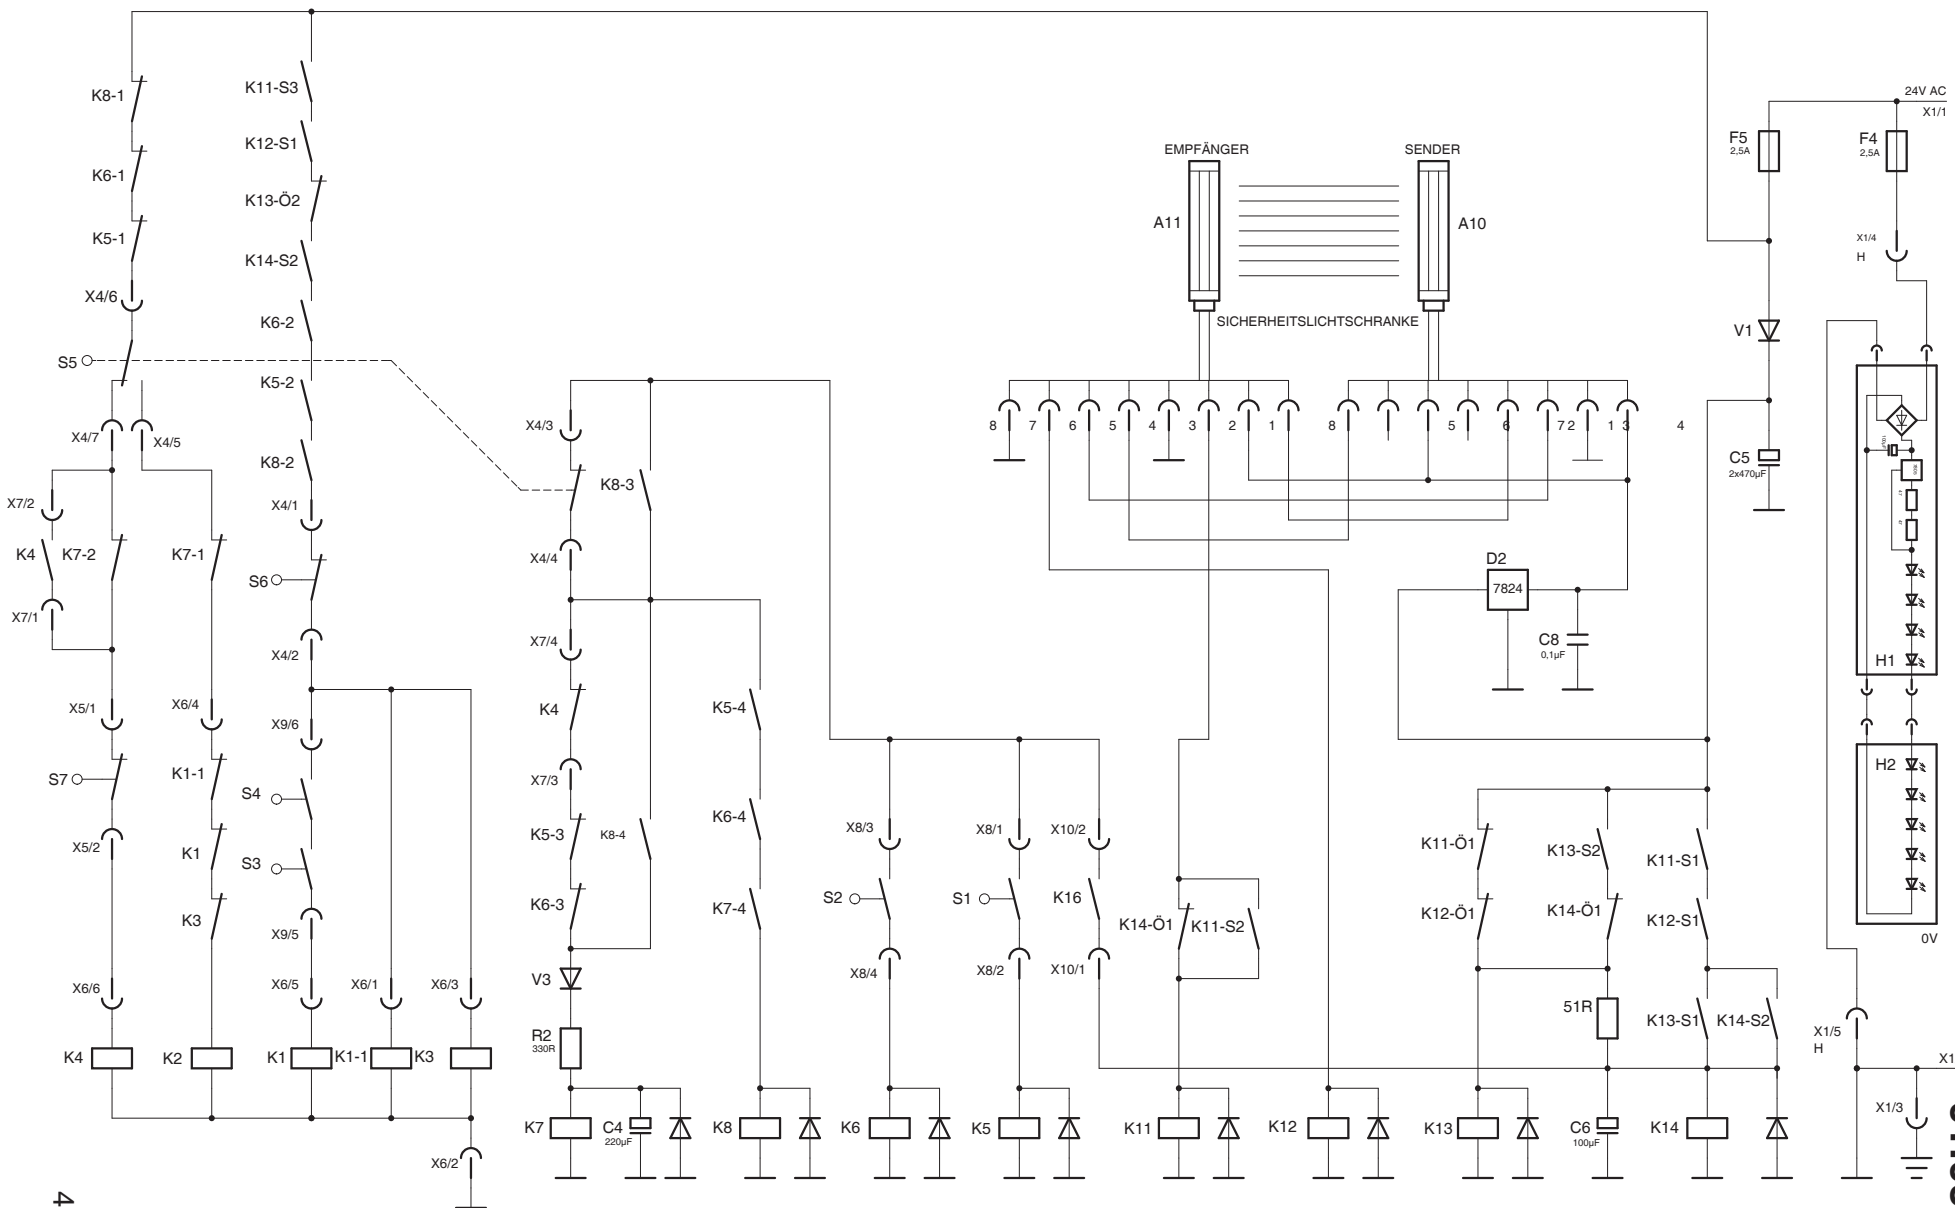 24V AC
X1/1
K8-1
K11-S3
F5
2,5A
F4
2,5A
K12-S1
EMPFÄNGER
SENDER
K6-1
K13-Ö2
A11
A10
K5-1
K14-S2
X1/4
H
X4/6
K6-2
SICHERHEITSLICHTSCHRANKE
V1
S5
K5-2
X4/7
X4/5
X4/3
8 7 6 5 4 3 2 1
8 5 6 7 2 1 3 4
K8-2
K8-3
C5
2x470µF
X7/2
X4/1
K4
K7-2
K7-1
X4/4
D2
7824
S6
X7/1
C8
0,1µF
X4/2
X7/4
H1
X5/1
X6/4
X9/6
K4
K5-4
S7
K1-1
S4
X7/3
H2
K6-4
X5/2
K1
S3
K5-3
K8-4
X8/3
X8/1
X10/2
K11-Ö1
K13-S2
K11-S1
K3
K6-3
K7-4
S2
S1
K16
K14-Ö1
K11-S2
K12-Ö1
K14-Ö1
K12-S1
X9/5
0V
X6/6
X6/5
X6/1
X6/3
V3
X8/4
X8/2
X10/1
51R
K13-S1
K14-S2
X1/5
H
K4
K2
K1
K1-1
K3
R2
330R
X1
K7
C4
220µF
K8
K6
K5
K11
K12
K13
C6
100µF
K14
X1/3
X6/2
4